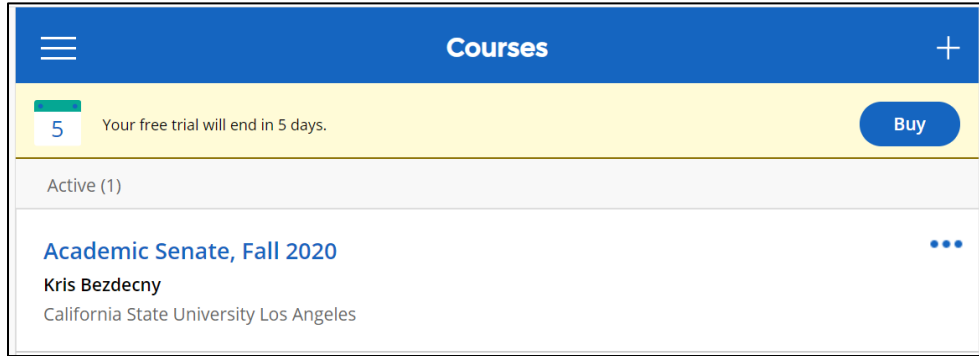 Courses
5 Your free trial will end in 5 days. Buy
Active (1)
Academic Senate, Fall 2020
Kris Bezdecny
California State University Los Angeles